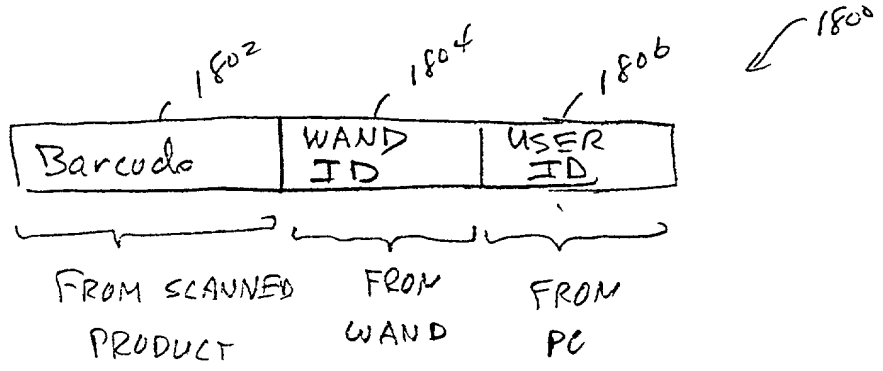 1800
1802 1804 1806
Barcode WAND ID USER ID
FROM SCANNED PRODUCT FROM WAND FROM PC